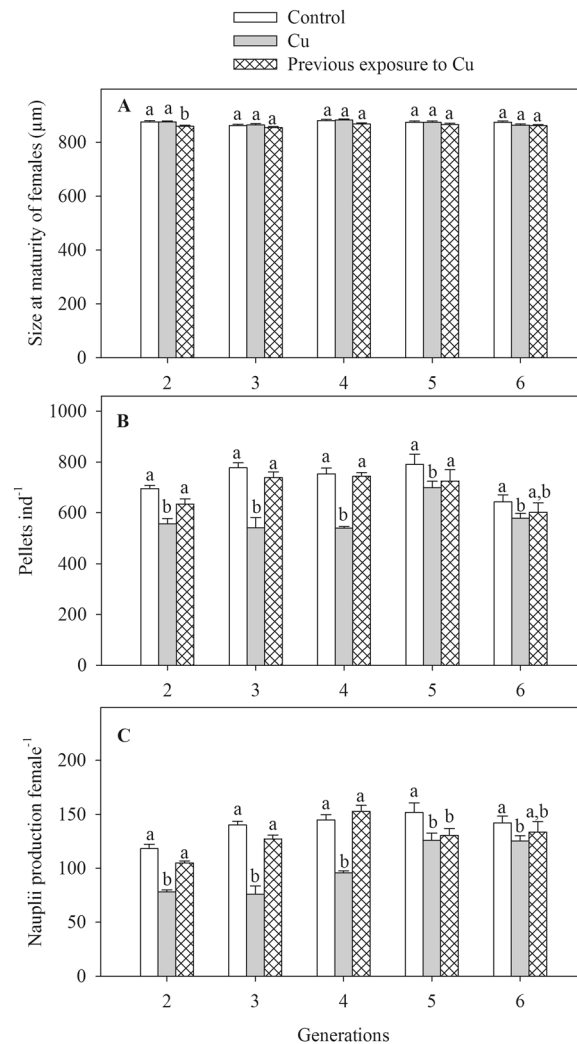 Control
Cu
Previous exposure to Cu
A
a a b a a a a a a a a a a a a
800
600
400
200
0
Size at maturity of females (µm)
2 3 4 5 6
B
1000
800
600
400
200
0
Pellets ind⁻¹
a b a a b a a b a a b a a b a,b
2 3 4 5 6
C
200
150
100
50
0
Nauplii production female⁻¹
a b a a b a a b a a b b a b a,b
2 3 4 5 6
Generations